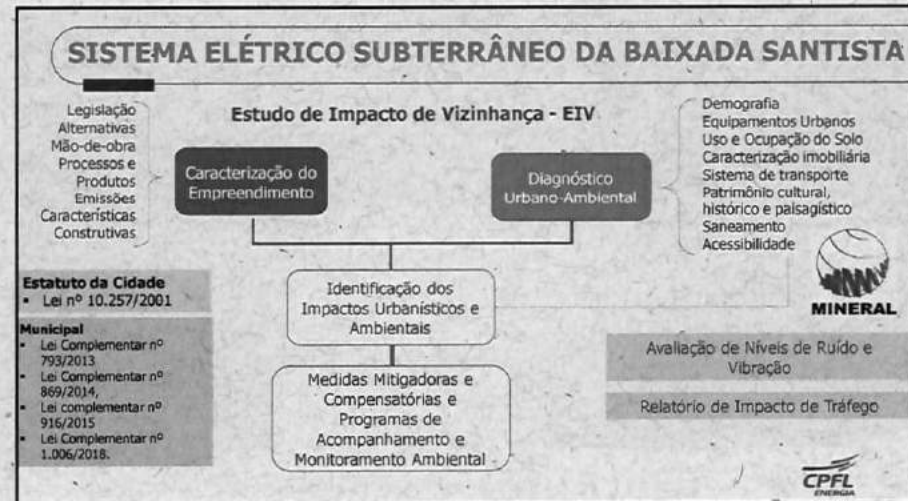 SISTEMA ELÉTRICO SUBTERRÂNEO DA BAIXADA SANTISTA
Estudo de Impacto de Vizinhança - EIV
Legislação
Alternativas
Mão-de-obra
Processos e
Produtos
Emissões
Características
Construtivas
Caracterização do
Empreendimento
Diagnóstico
Urbano-Ambiental
Demografia
Equipamentos Urbanos
Uso e Ocupação do Solo
Caracterização imobiliária
Sistema de transporte
Patrimônio cultural,
histórico e paisagístico
Saneamento
Acessibilidade
Estatuto da Cidade
▪ Lei nº 10.257/2001
Municipal
▪ Lei Complementar nº
793/2013
▪ Lei Complementar nº
869/2014,
▪ Lei complementar nº
916/2015
▪ Lei Complementar nº
1.006/2018.
Identificação dos
Impactos Urbanísticos e
Ambientais
Medidas Mitigadoras e
Compensatórias e
Programas de
Acompanhamento e
Monitoramento Ambiental
MINERAL
Avaliação de Níveis de Ruído e
Vibração
Relatório de Impacto de Tráfego
CPFL
ENERGIA